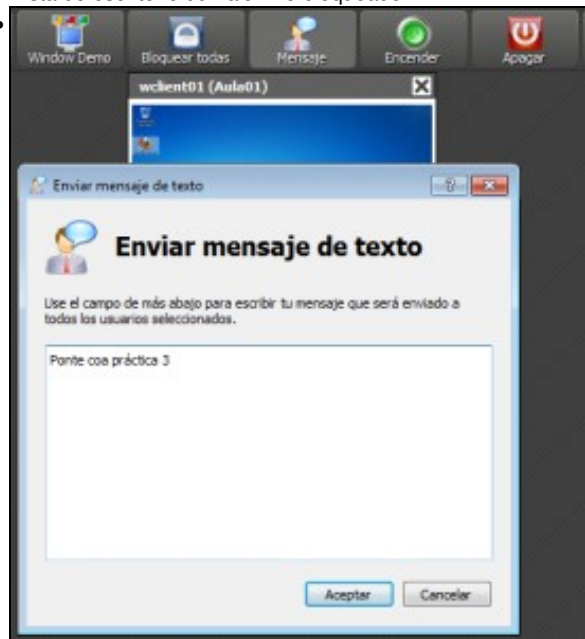 Window Demo
Bloquear todas
Mensaje
Encender
Apagar
wclient01 (Aula01)
Enviar mensaje de texto
Enviar mensaje de texto
Use el campo de más abajo para escribir tu mensaje que será enviado a
todos los usuarios seleccionados.
Ponte coa práctica 3
Aceptar
Cancelar